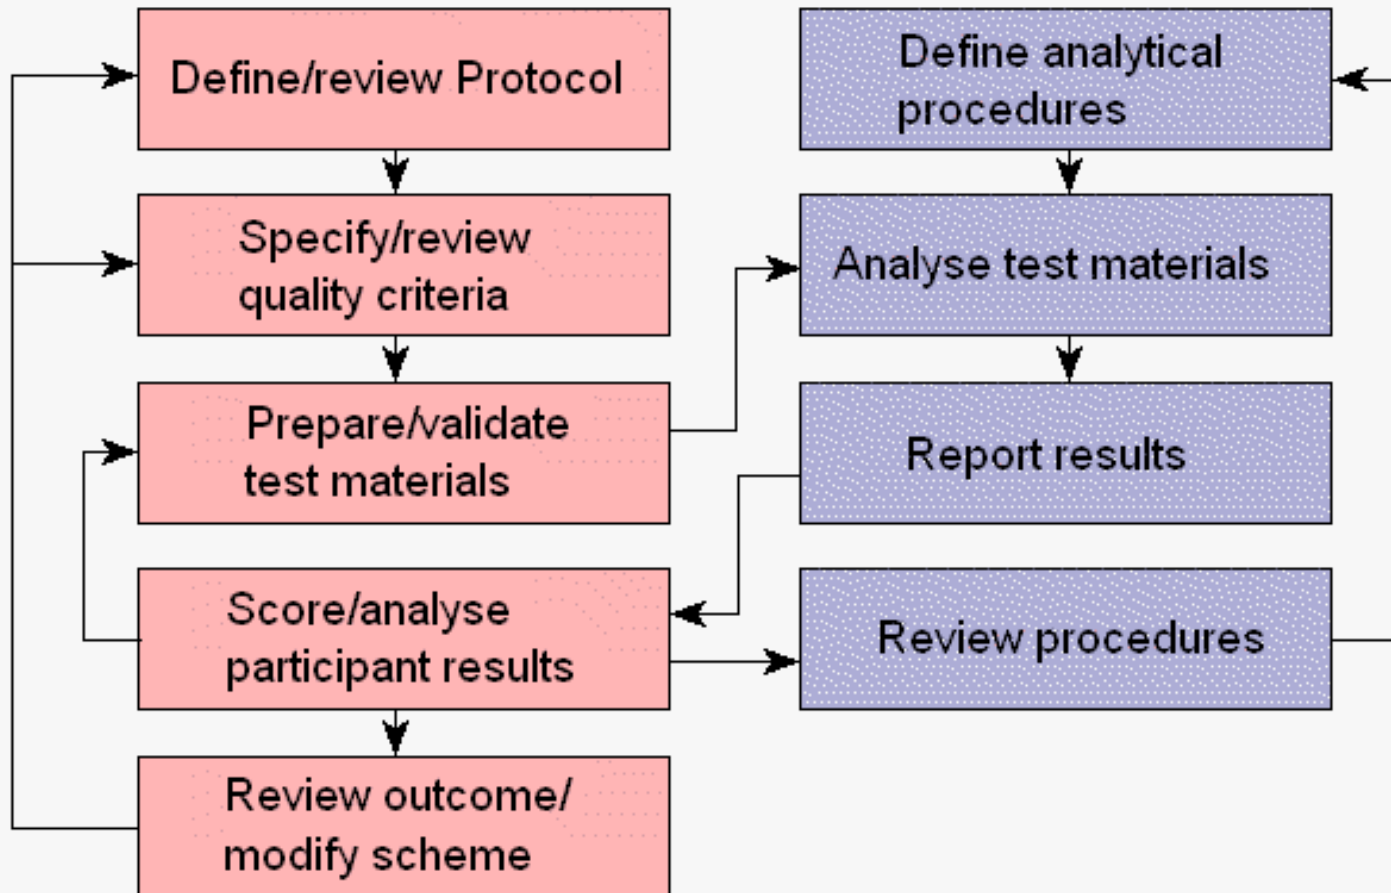 Define/review Protocol
Specify/review
quality criteria
Prepare/validate
test materials
Score/analyse
participant results
Review outcome/
modify scheme
Define analytical
procedures
Analyse test materials
Report results
Review procedures